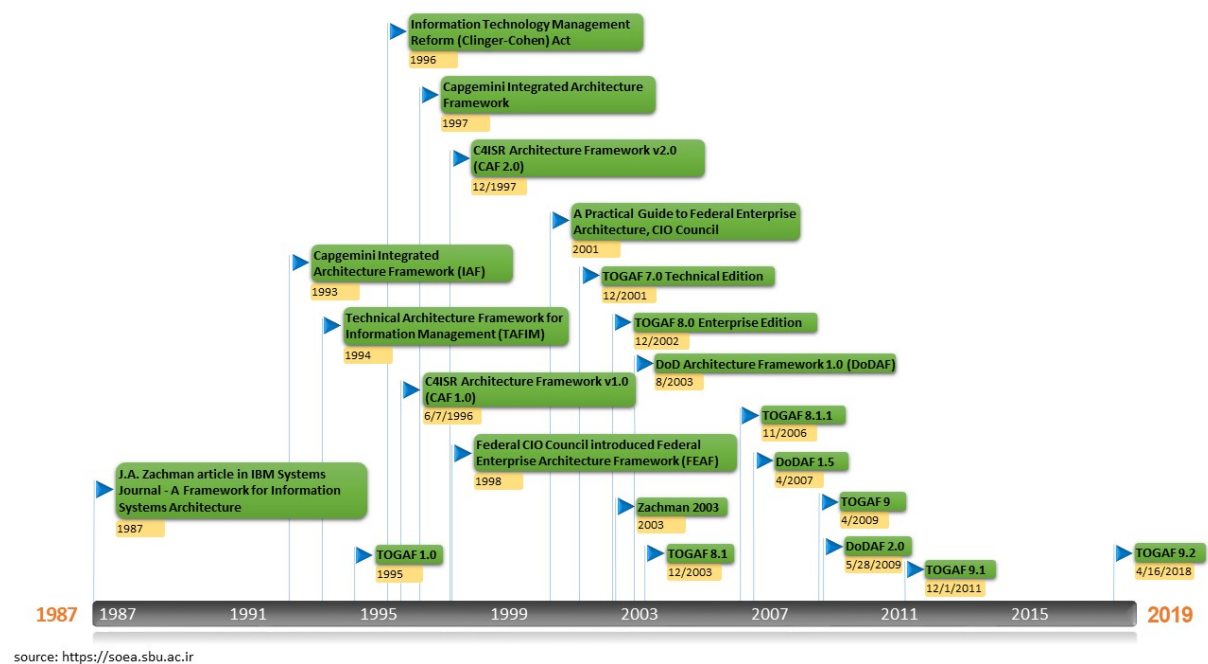 Information Technology Management
Reform (Clinger-Cohen) Act
1996
Capgemini Integrated Architecture
Framework
1997
C4ISR Architecture Framework v2.0
(CAF 2.0)
12/1997
A Practical Guide to Federal Enterprise
Architecture, CIO Council
2001
Capgemini Integrated
Architecture Framework (IAF)
1993
TOGAF 7.0 Technical Edition
12/2001
Technical Architecture Framework for
Information Management (TAFIM)
1994
TOGAF 8.0 Enterprise Edition
12/2002
DoD Architecture Framework 1.0 (DoDAF)
8/2003
C4ISR Architecture Framework v1.0
(CAF 1.0)
6/7/1996
TOGAF 8.1.1
11/2006
Federal CIO Council introduced Federal
Enterprise Architecture Framework (FEAF)
1998
DoDAF 1.5
4/2007
J.A. Zachman article in IBM Systems
Journal - A Framework for Information
Systems Architecture
1987
Zachman 2003
2003
TOGAF 9
4/2009
TOGAF 1.0
1995
TOGAF 8.1
12/2003
DoDAF 2.0
5/28/2009
TOGAF 9.1
12/1/2011
TOGAF 9.2
4/16/2018
1987 1987 1991 1995 1999 2003 2007 2011 2015 2019
source: https://soea.sbu.ac.ir